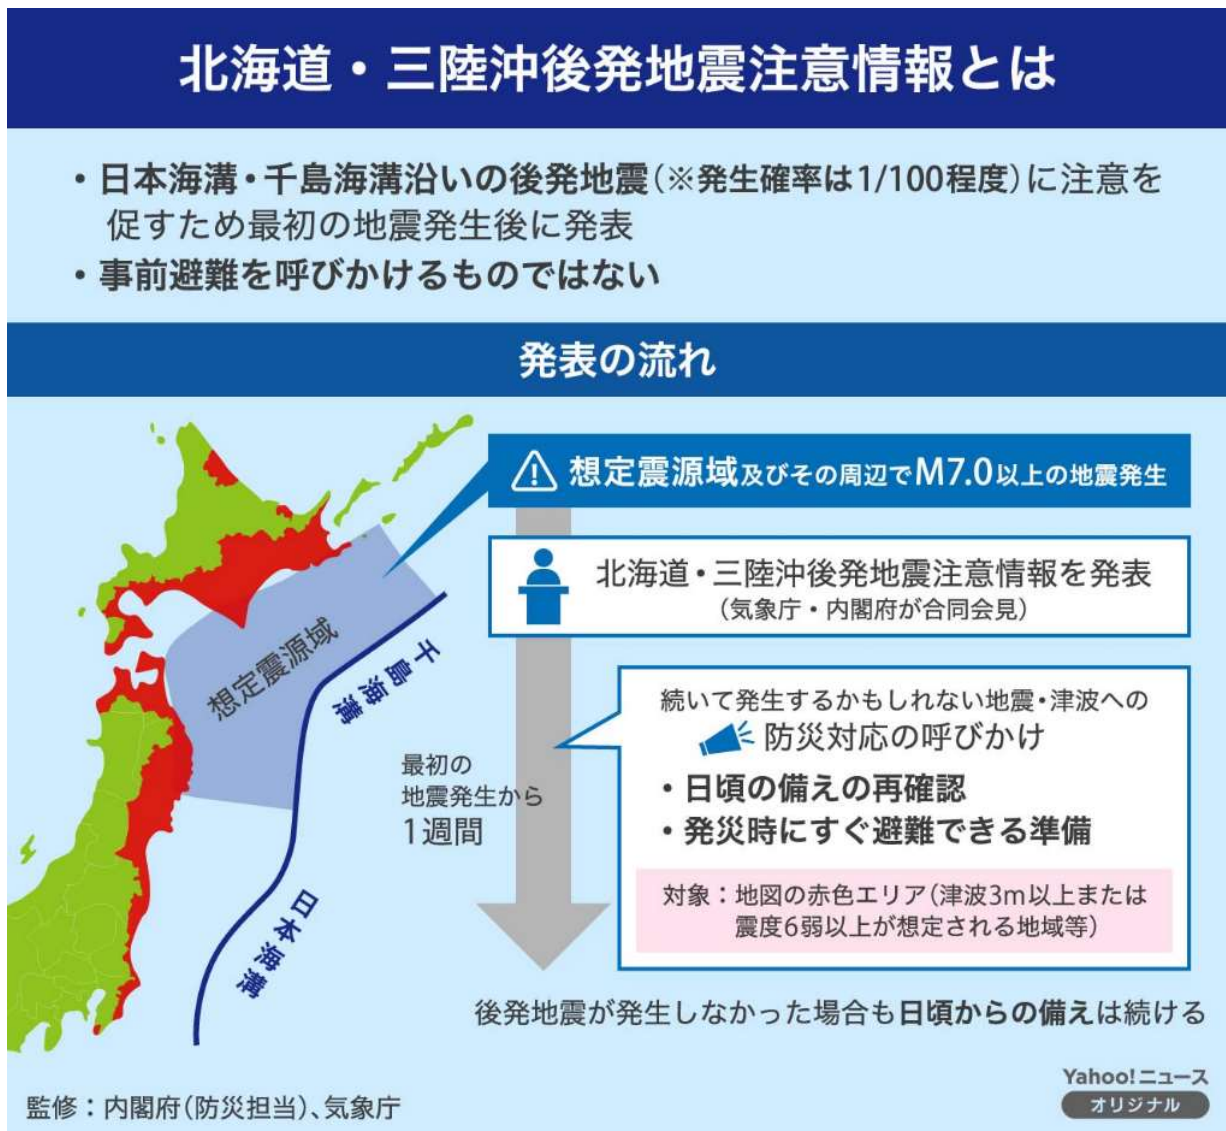 北海道・三陸沖後発地震注意情報とは
・日本海溝・千島海溝沿いの後発地震(※発生確率は1/100程度)に注意を
促すため最初の地震発生後に発表
・事前避難を呼びかけるものではない
発表の流れ
想定震源域及びその周辺でM7.0以上の地震発生
北海道・三陸沖後発地震注意情報を発表
(気象庁・内閣府が合同会見)
想定震源域
千島海溝
日本海溝
最初の
地震発生から
1週間
続いて発生するかもしれない地震・津波への
防災対応の呼びかけ
・日頃の備えの再確認
・発災時にすぐ避難できる準備
対象：地図の赤色エリア(津波3m以上または
震度6弱以上が想定される地域等)
後発地震が発生しなかった場合も日頃からの備えは続ける
監修：内閣府(防災担当)、気象庁
Yahoo!ニュース
オリジナル